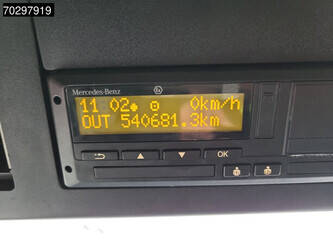 70297919
Mercedes-Benz
11 02 0km/h
OUT 540681.3km
OK